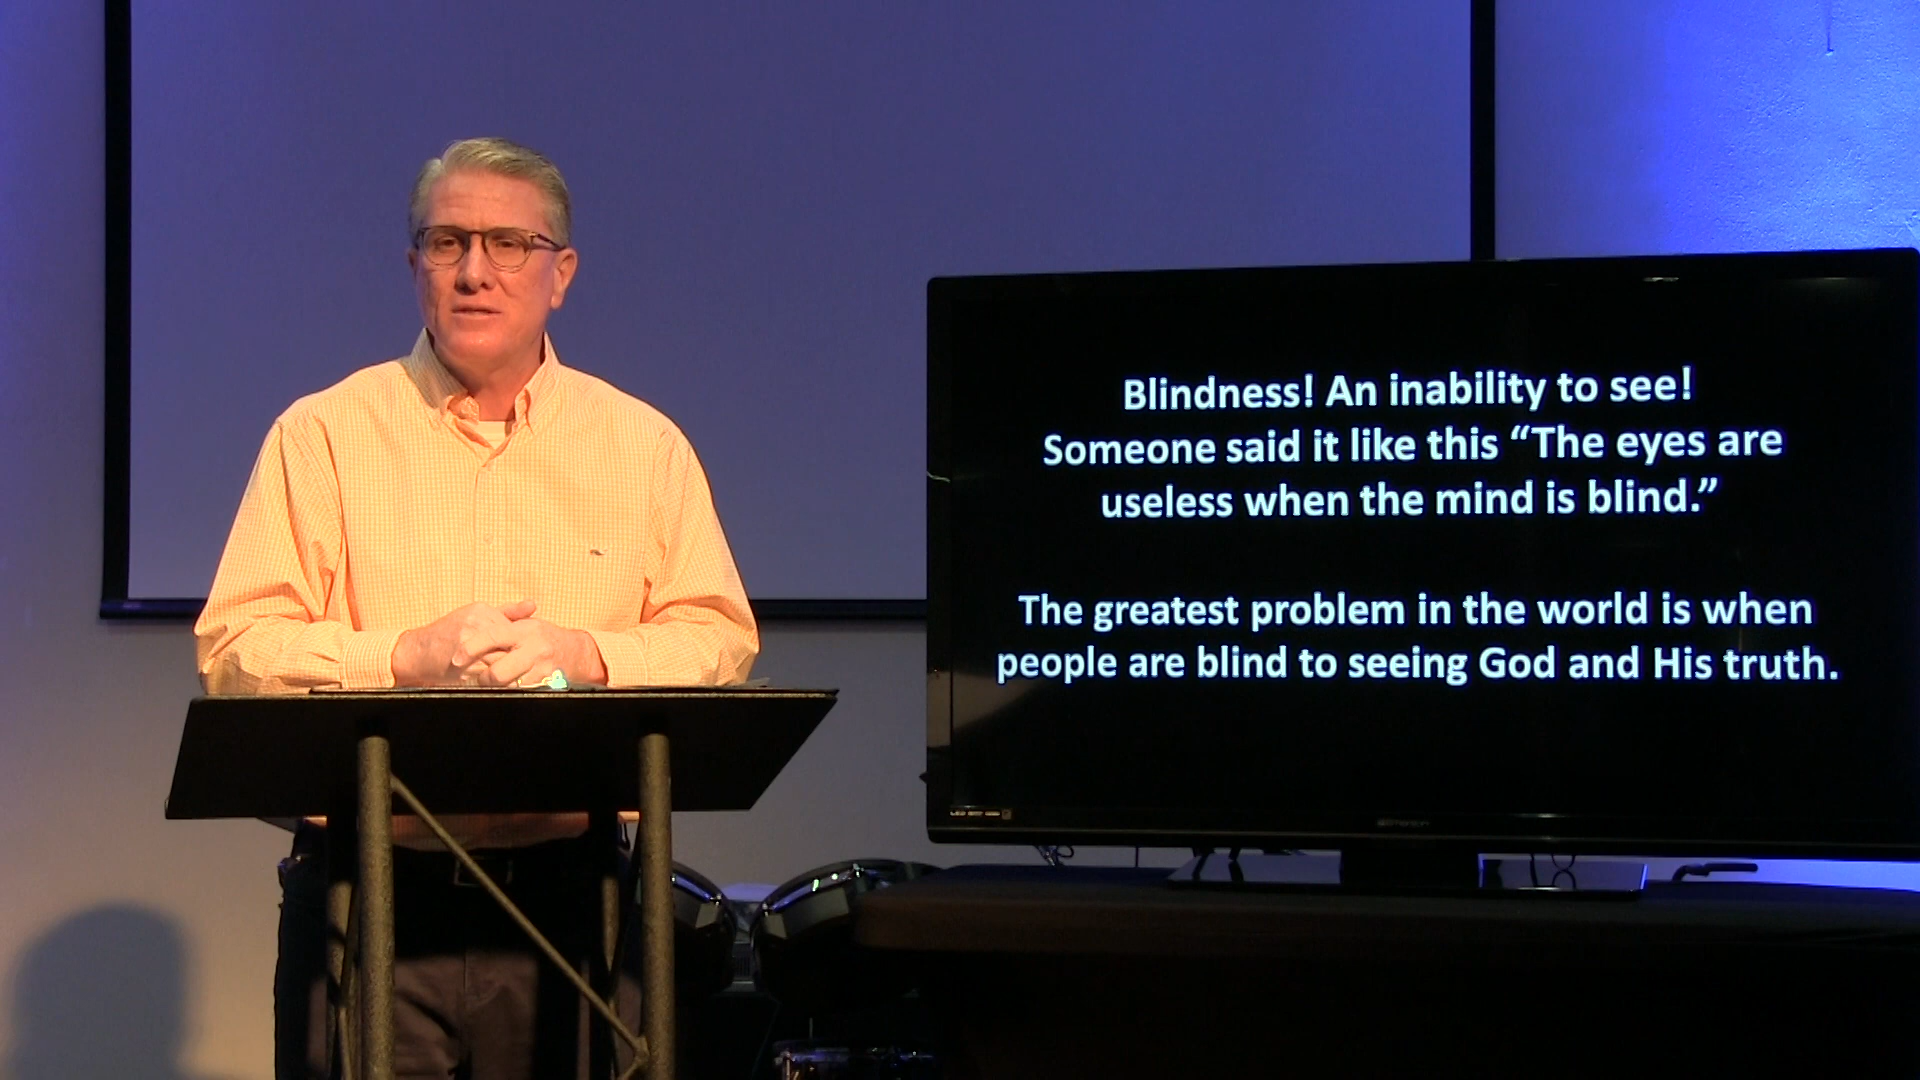 Blindness! An inability to see!
Someone said it like this “The eyes are
useless when the mind is blind.”
The greatest problem in the world is when
people are blind to seeing God and His truth.